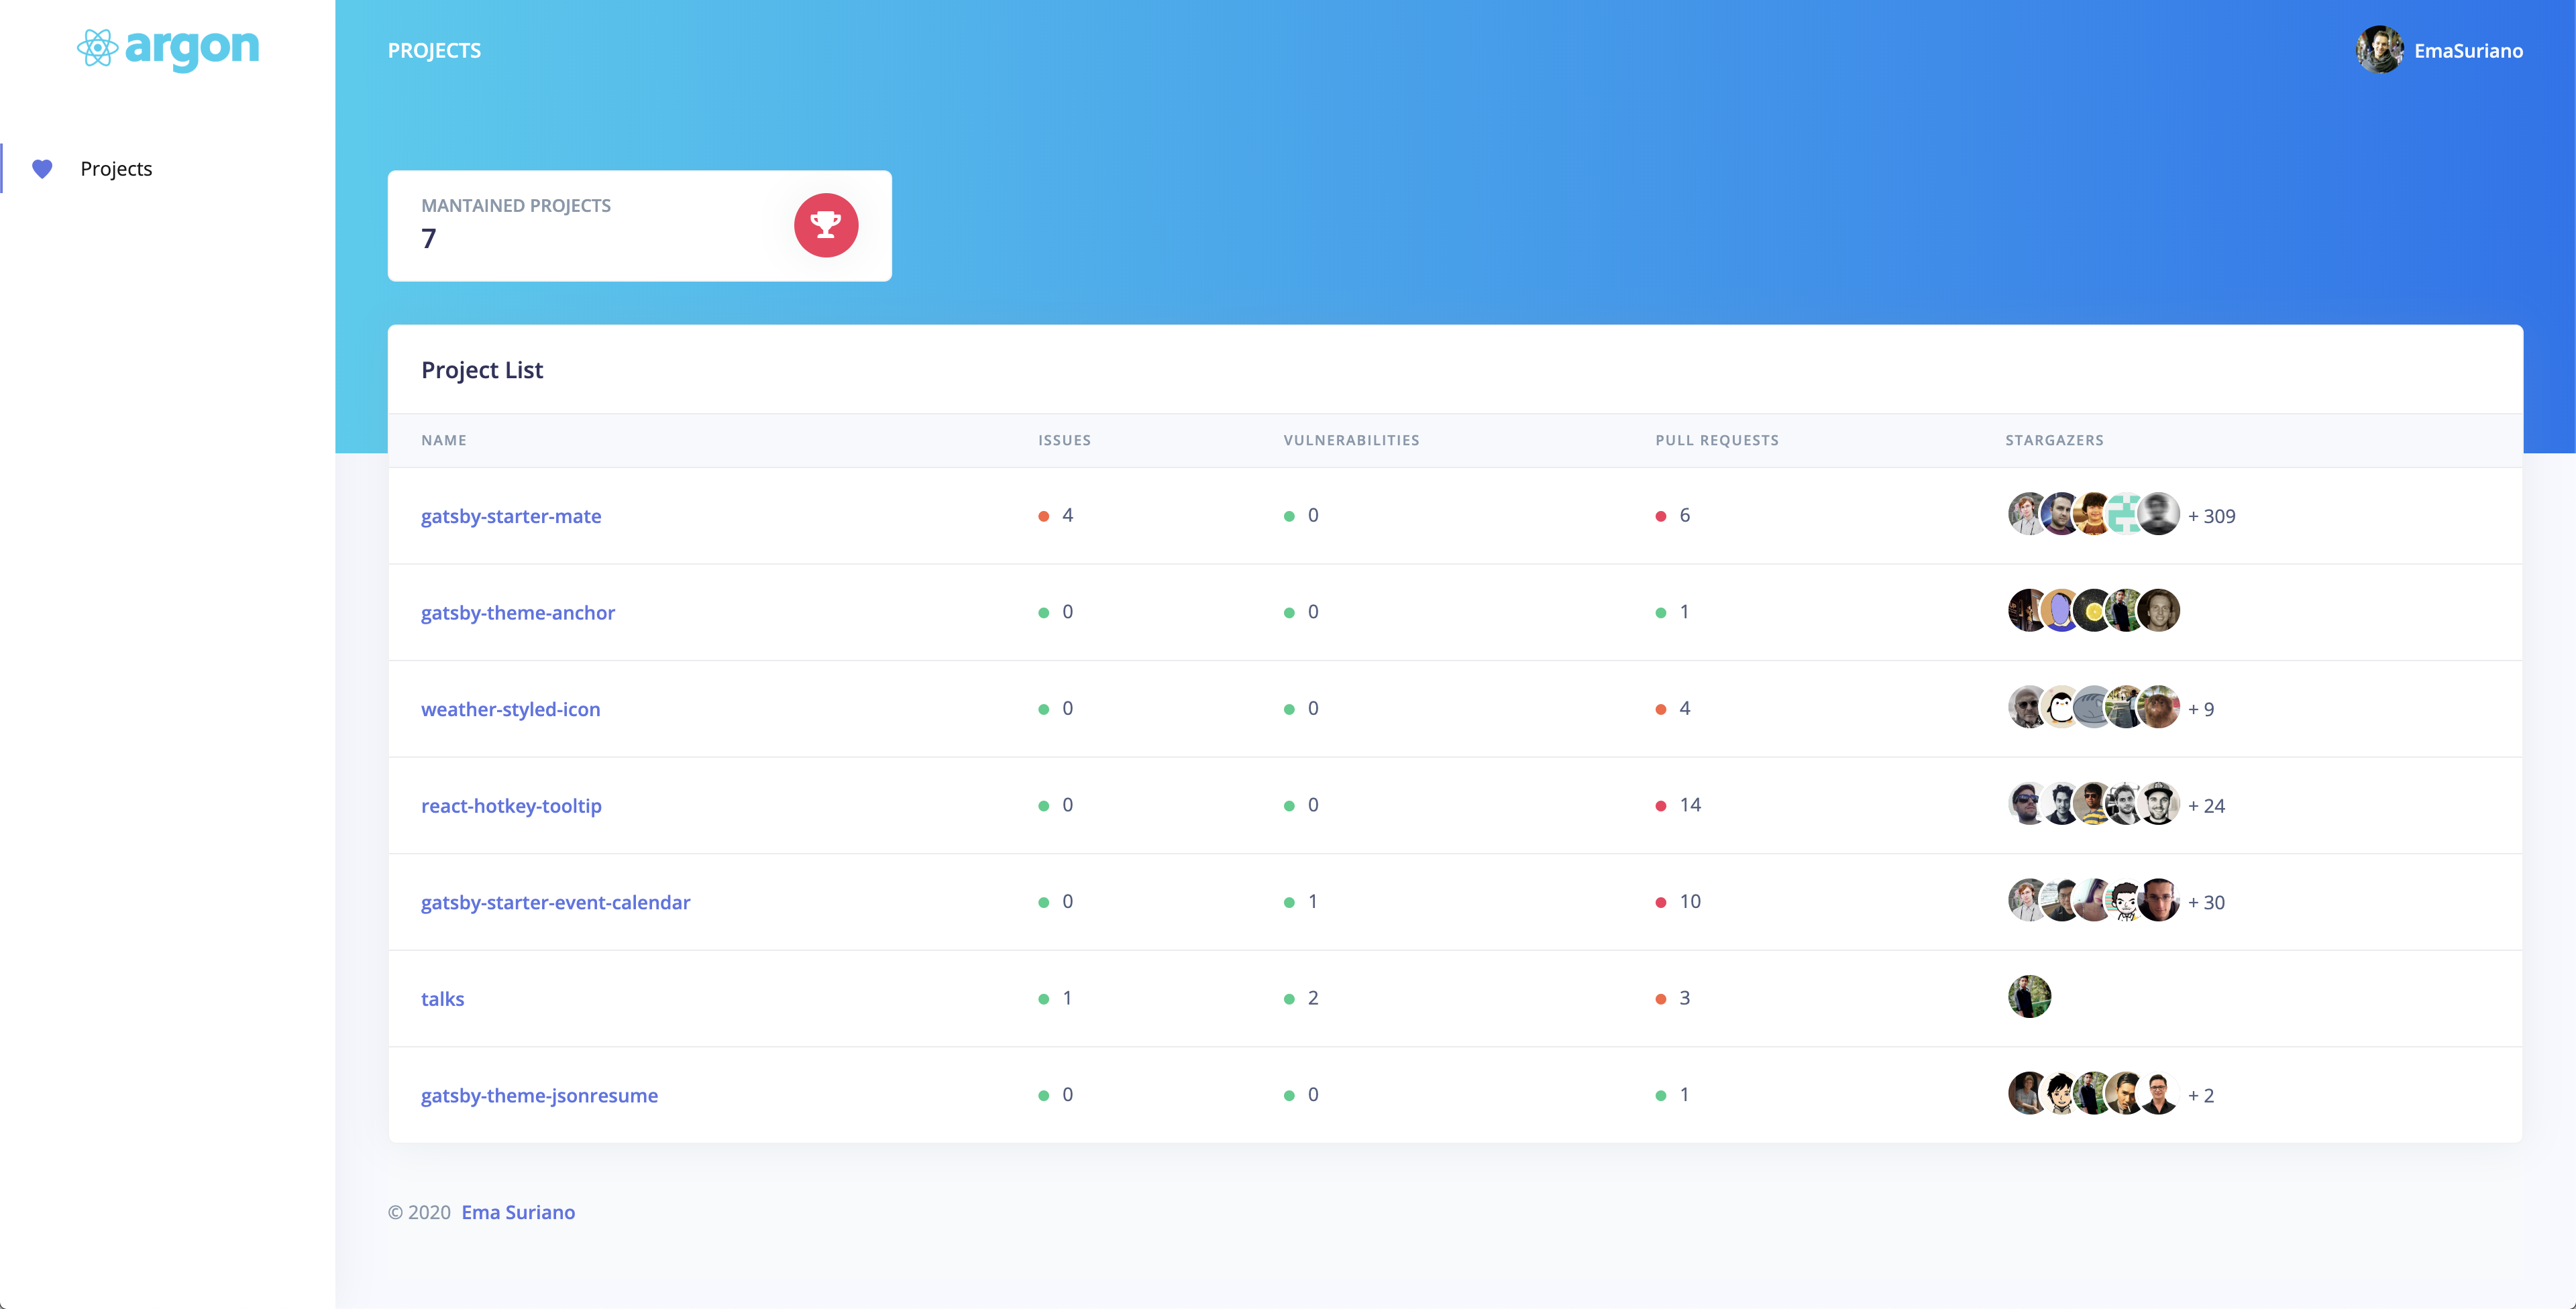 argon
PROJECTS
EmaSuriano
Projects
MANTAINED PROJECTS
7
Project List
NAME ISSUES VULNERABILITIES PULL REQUESTS STARGAZERS
gatsby-starter-mate 4 0 6 + 309
gatsby-theme-anchor 0 0 1
weather-styled-icon 0 0 4 + 9
react-hotkey-tooltip 0 0 14 + 24
gatsby-starter-event-calendar 0 1 10 + 30
talks 1 2 3
gatsby-theme-jsonresume 0 0 1 + 2
© 2020 Ema Suriano